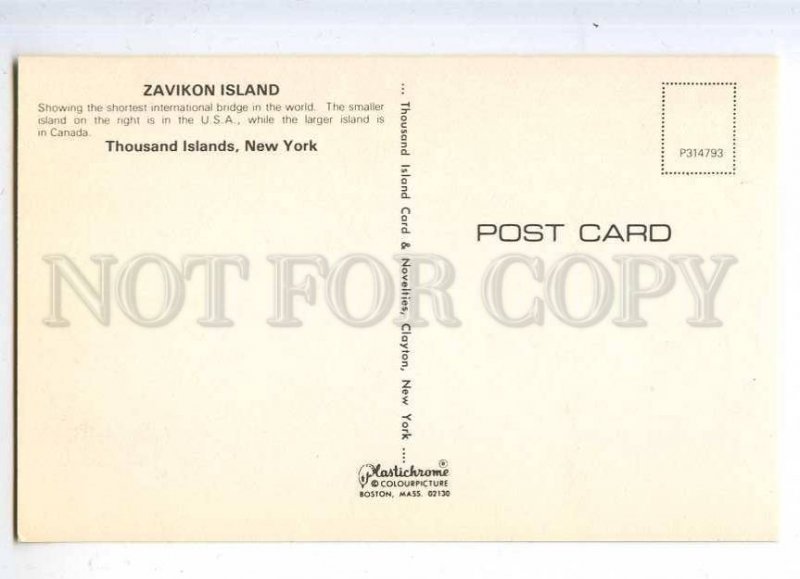 ZAVIKON ISLAND
Showing the shortest international bridge in the world. The smaller
island on the right is in the U.S.A., while the larger island is
in Canada.
Thousand Islands, New York
... Thousand Island Card & Novelties, Clayton, New York ...
P314793
POST CARD
NOT FOR COPY
Plastichrome ®
© COLOURPICTURE
BOSTON, MASS. 02130